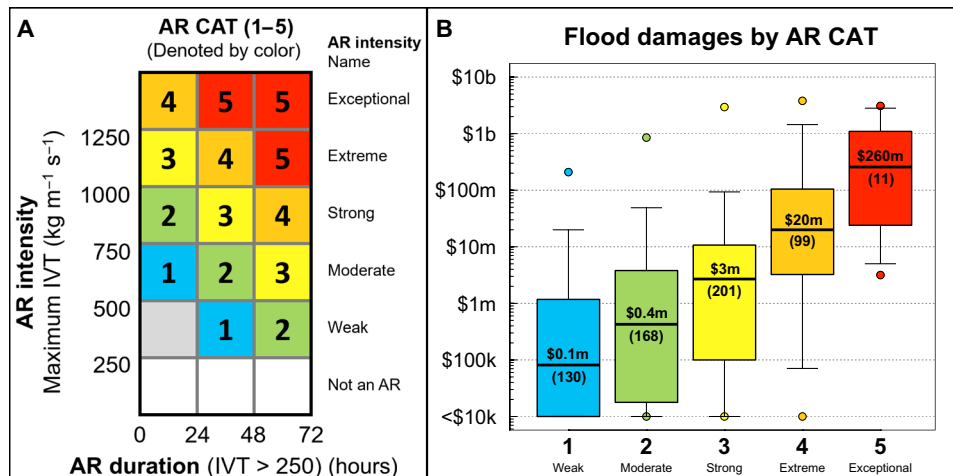 A
AR CAT (1–5)
(Denoted by color)
AR intensity
Name
4 5 5 Exceptional
1250
3 4 5 Extreme
1000
2 3 4 Strong
750
1 2 3 Moderate
500
1 2 Weak
250
Not an AR
0 24 48 72
AR duration (IVT > 250) (hours)
AR intensity
Maximum IVT (kg m⁻¹ s⁻¹)
B
Flood damages by AR CAT
$10b
$1b
$100m
$10m
$1m
$100k
<$10k
$0.1m
(130)
$0.4m
(168)
$3m
(201)
$20m
(99)
$260m
(11)
1 2 3 4 5
Weak Moderate Strong Extreme Exceptional